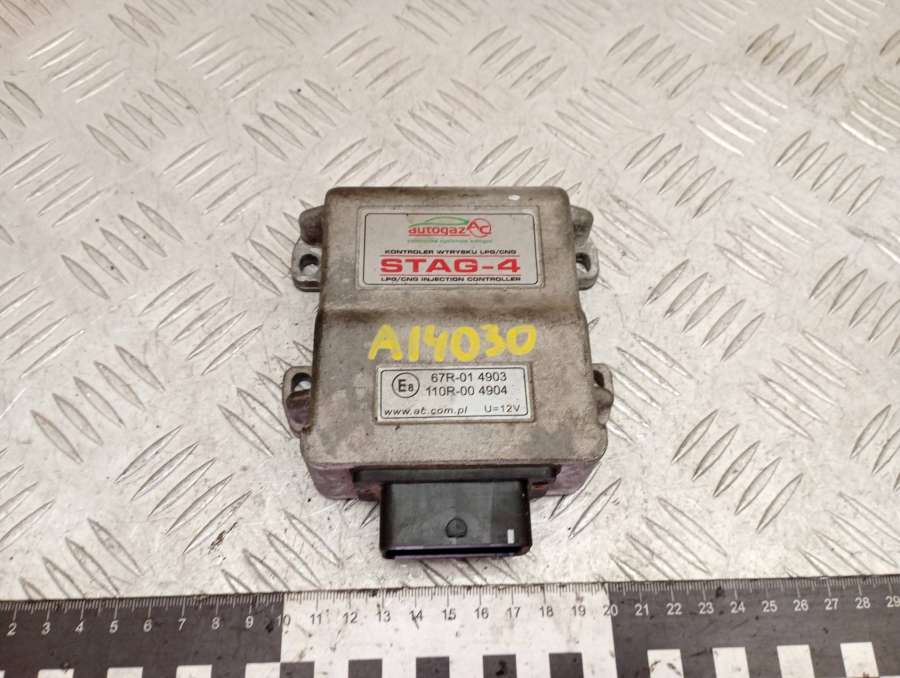 autogaz AC
KONTROLER WTRYSKU LPG/CNG
STAG-4
LPG/CNG INJECTION CONTROLLER
A14030
E8 67R-01 4903
110R-00 4904
www.ac.com.pl U=12V
2 3 4 5 6 7 8 9 10 11 12 13 14 15 16 17 18 19 20 21 22 23 24 25 26 27 28 29